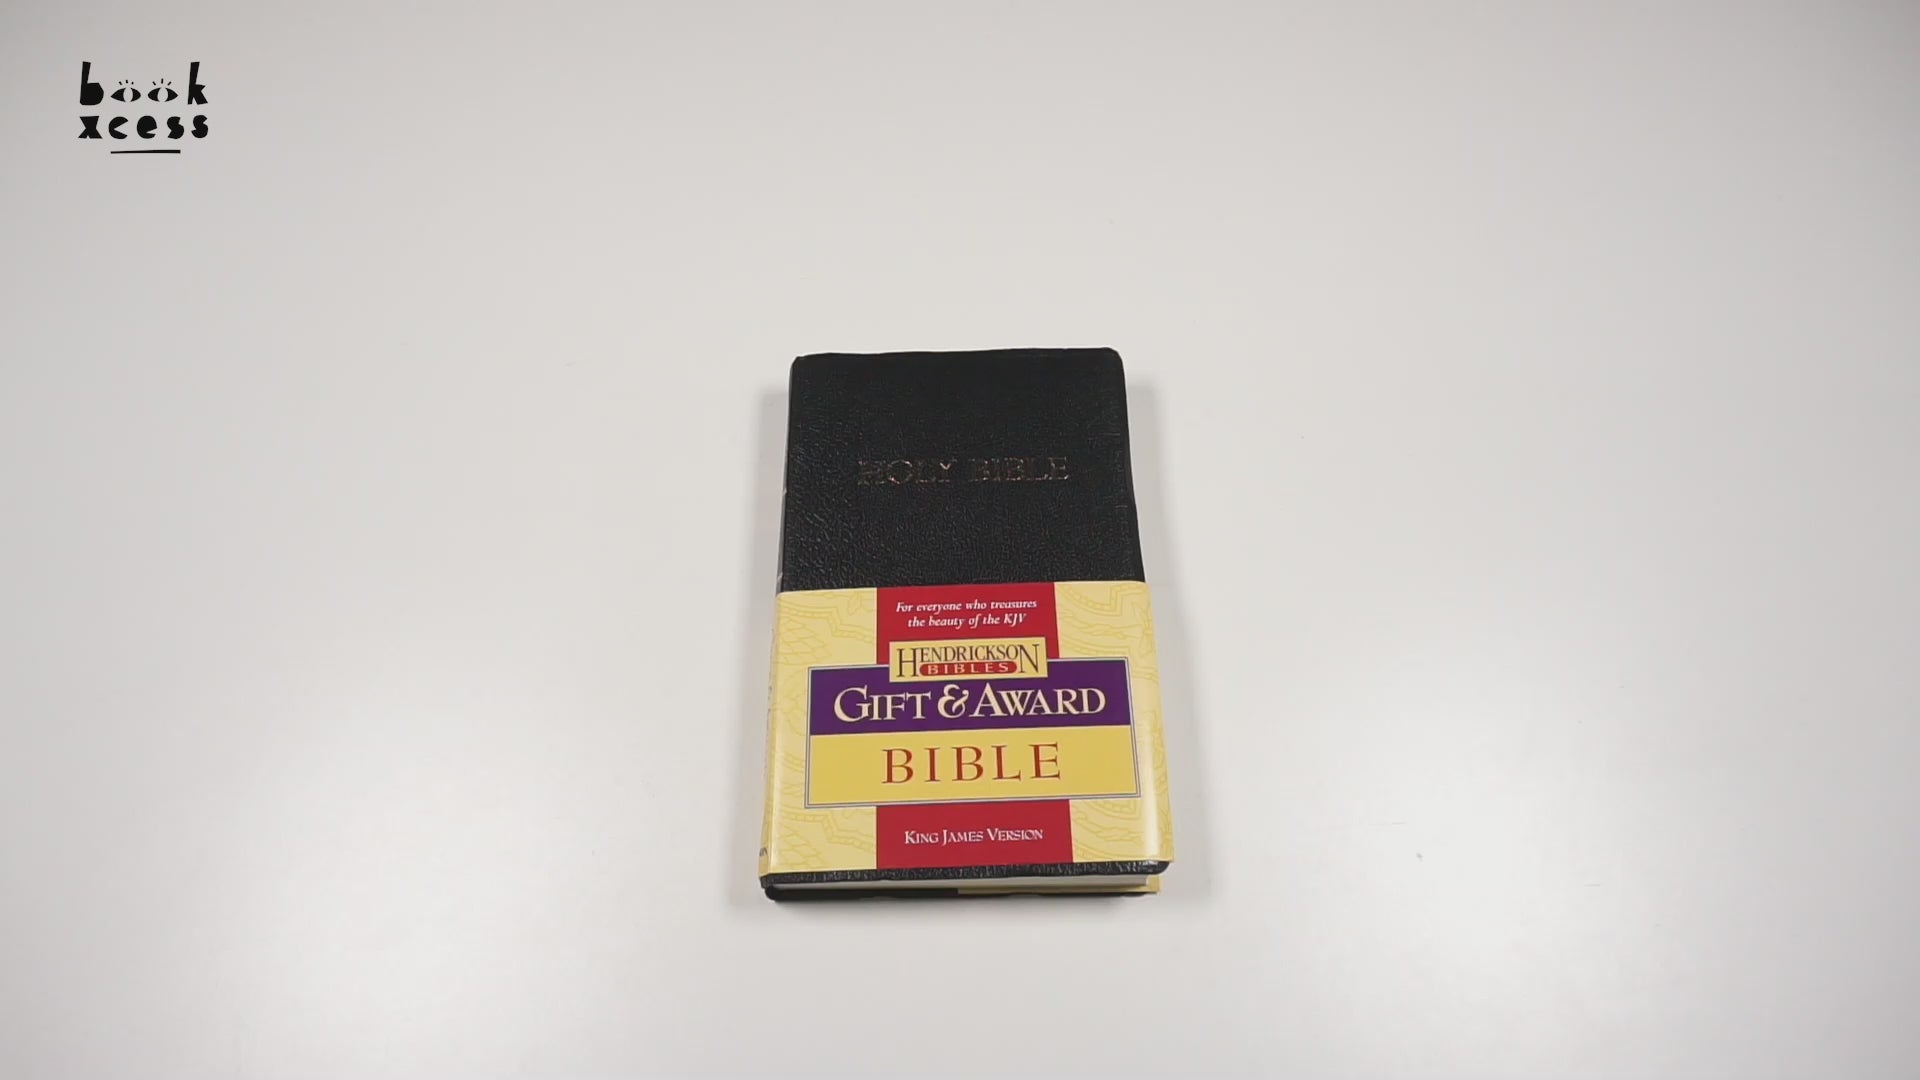 book
xcess
HOLY BIBLE
For everyone who treasures
the beauty of the KJV
HENDRICKSON
BIBLES
GIFT & AWARD
BIBLE
KING JAMES VERSION